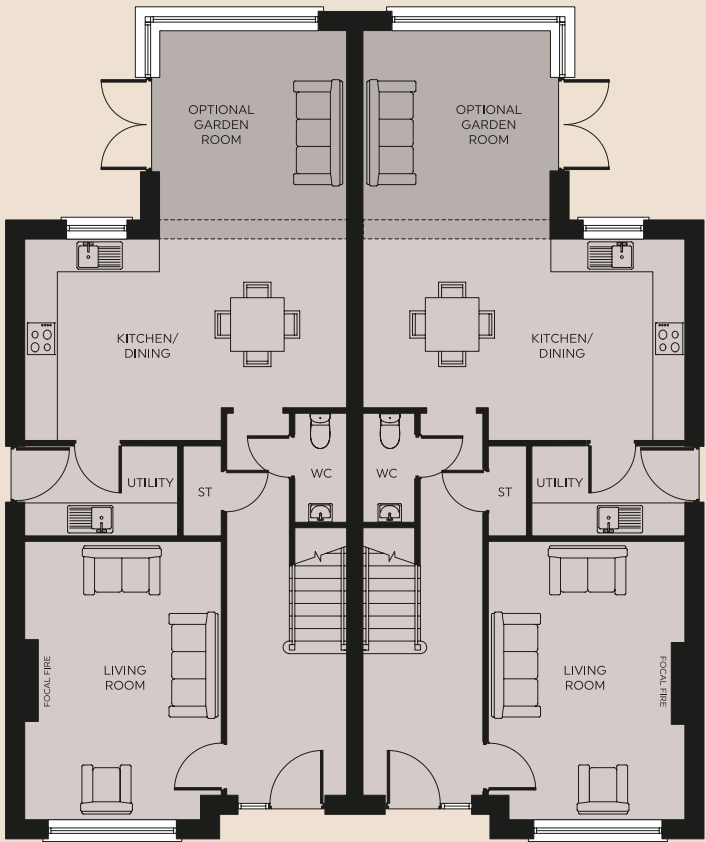 OPTIONAL
GARDEN
ROOM
OPTIONAL
GARDEN
ROOM
KITCHEN/
DINING
KITCHEN/
DINING
UTILITY
ST
WC
WC
ST
UTILITY
FOCAL FIRE
LIVING
ROOM
LIVING
ROOM
FOCAL FIRE